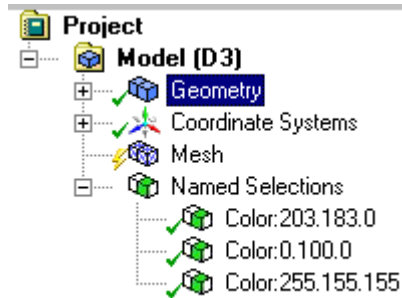 Project
Model (D3)
Geometry
Coordinate Systems
Mesh
Named Selections
Color:203.183.0
Color:0.100.0
Color:255.155.155